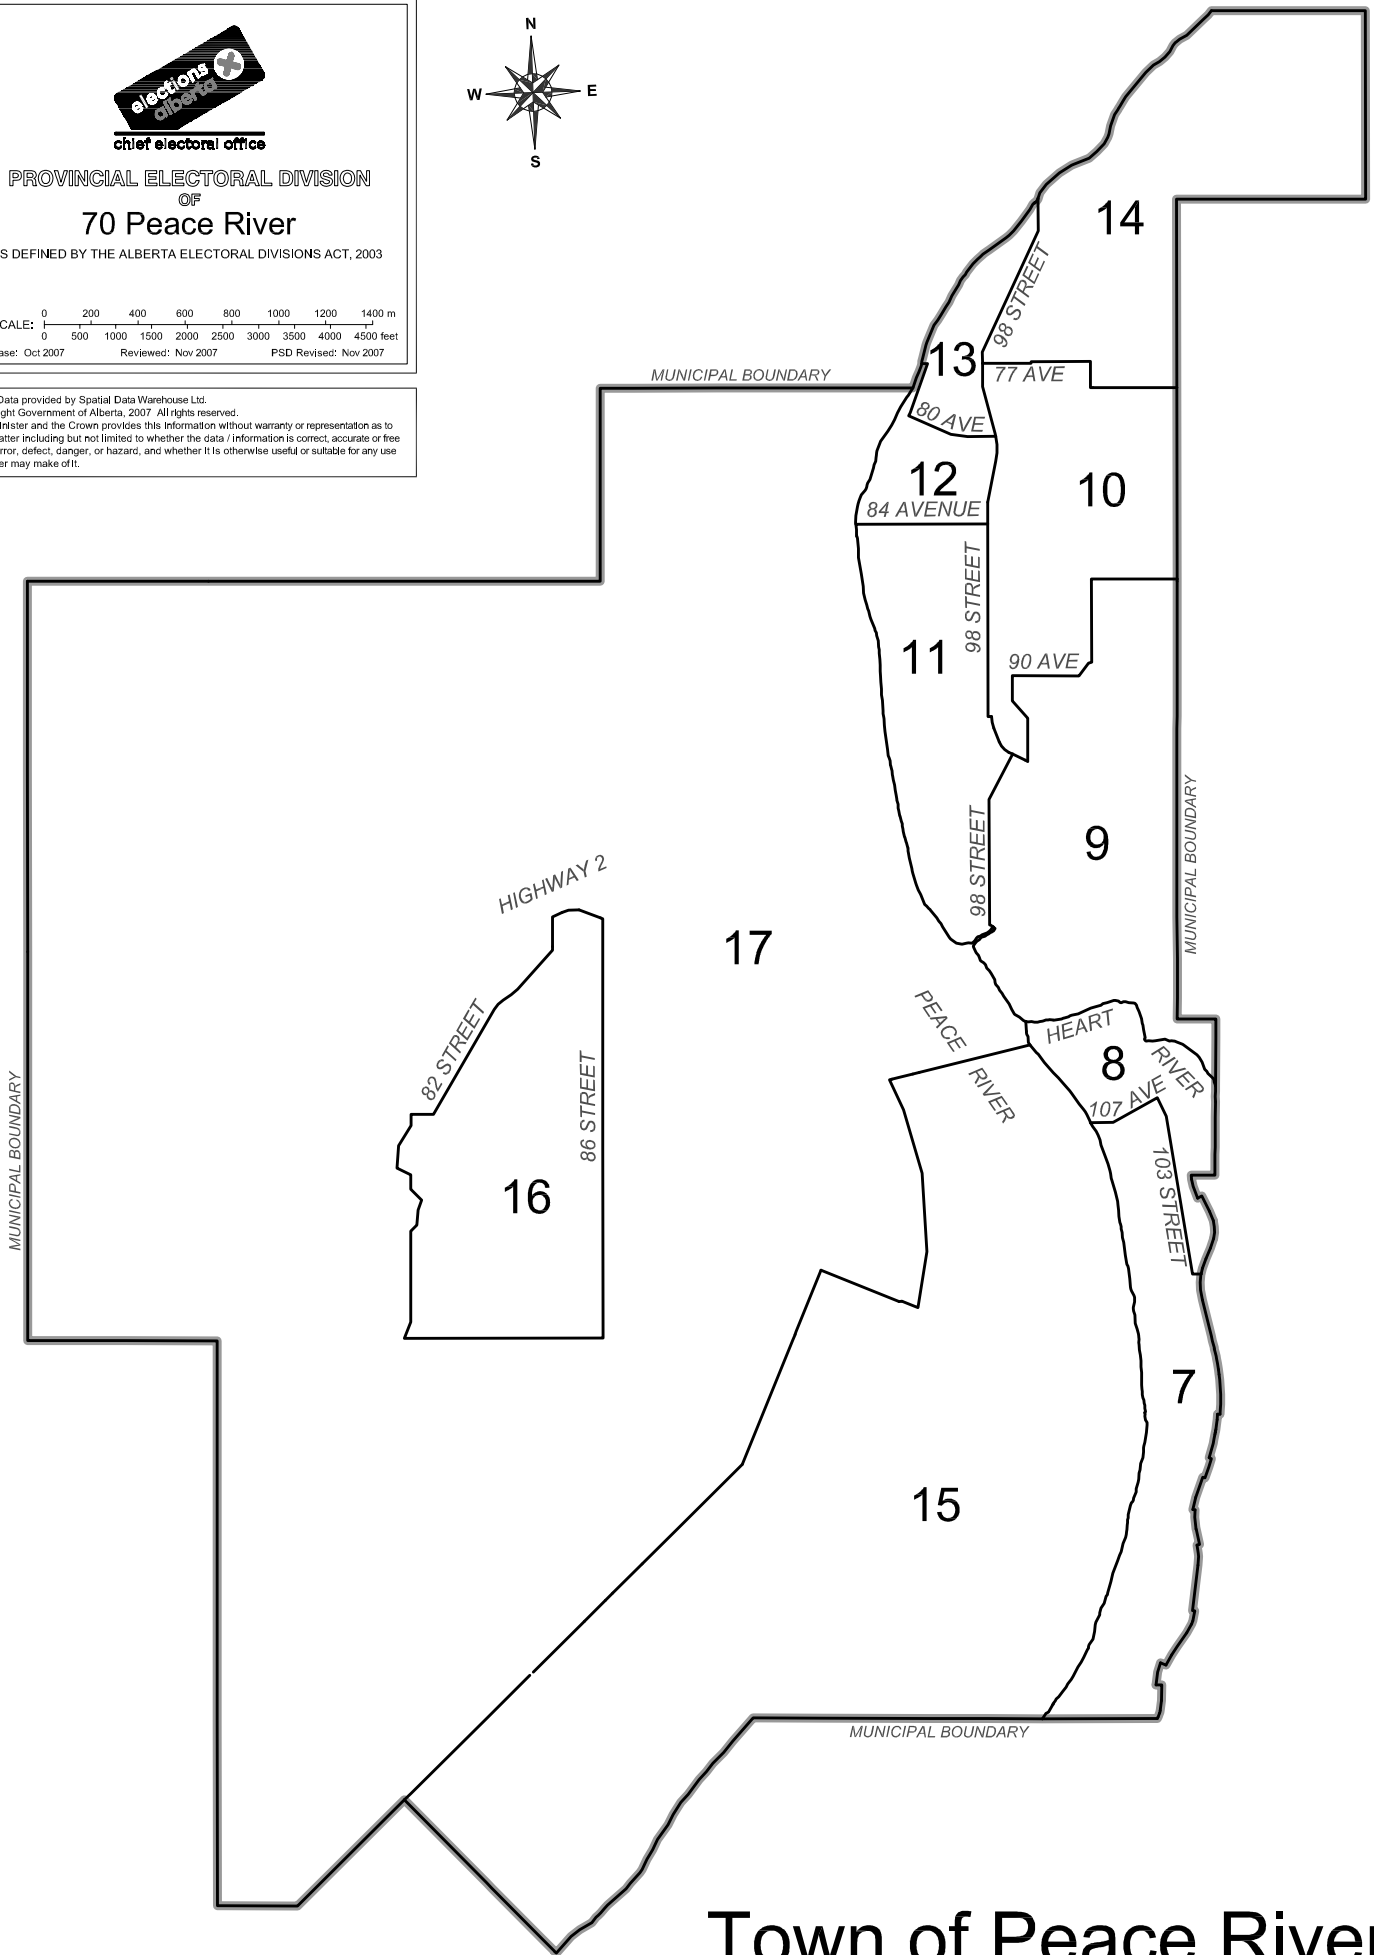 elections
alberta
chief electoral office
PROVINCIAL ELECTORAL DIVISION
OF
70 Peace River
S DEFINED BY THE ALBERTA ELECTORAL DIVISIONS ACT, 2003
0 200 400 600 800 1000 1200 1400 m
CALE:
0 500 1000 1500 2000 2500 3000 3500 4000 4500 feet
ase: Oct 2007 Reviewed: Nov 2007 PSD Revised: Nov 2007
Data provided by Spatial Data Warehouse Ltd.
ght Government of Alberta, 2007 All rights reserved.
inister and the Crown provides this information without warranty or representation as to
atter including but not limited to whether the data / information is correct, accurate or free
rror, defect, danger, or hazard, and whether it is otherwise useful or suitable for any use
er may make of it.
N
W E
S
14
98 STREET
13
77 AVE
MUNICIPAL BOUNDARY
80 AVE
12
10
84 AVENUE
98 STREET
11
90 AVE
9
98 STREET
MUNICIPAL BOUNDARY
HIGHWAY 2
17
PEACE
RIVER
HEART
RIVER
8
107 AVE
82 STREET
86 STREET
MUNICIPAL BOUNDARY
103 STREET
16
7
15
MUNICIPAL BOUNDARY
Town of Peace River